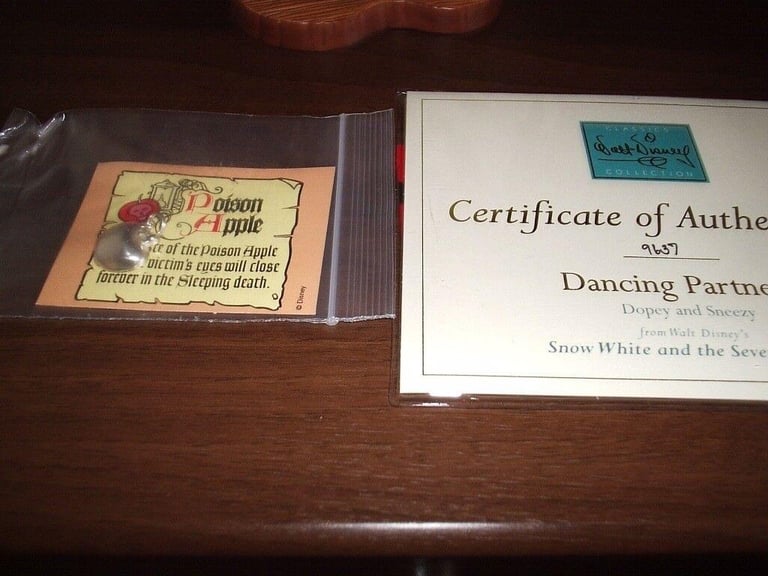 Poison
Apple
te of the Poison Apple
victim's eyes will close
forever in the Sleeping death.
© Disney
CLASSICS
Walt Disney
COLLECTION
Certificate of Authe
9637
Dancing Partne
Dopey and Sneezy
from Walt Disney's
Snow White and the Seve